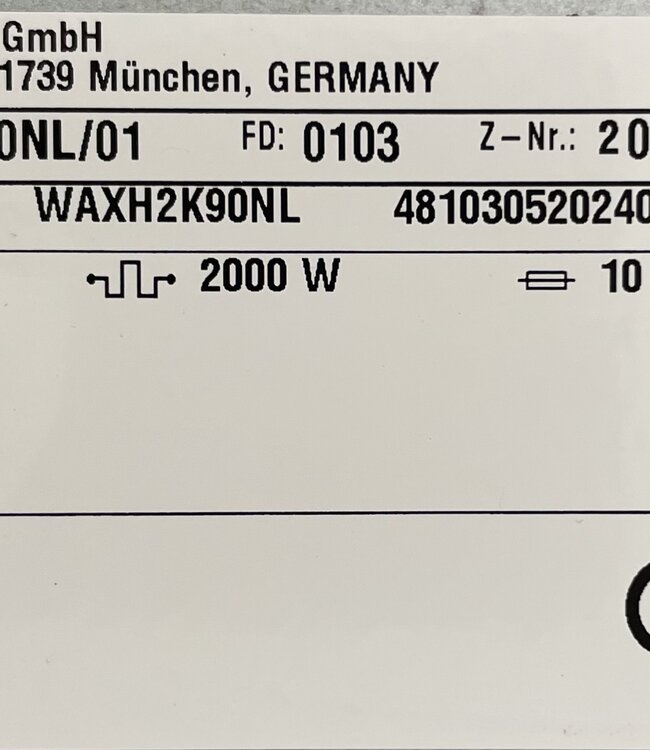 GmbH
1739 München, GERMANY
0NL/01 FD: 0103 Z-Nr.: 20
WAXH2K90NL 481030520240
2000 W 10